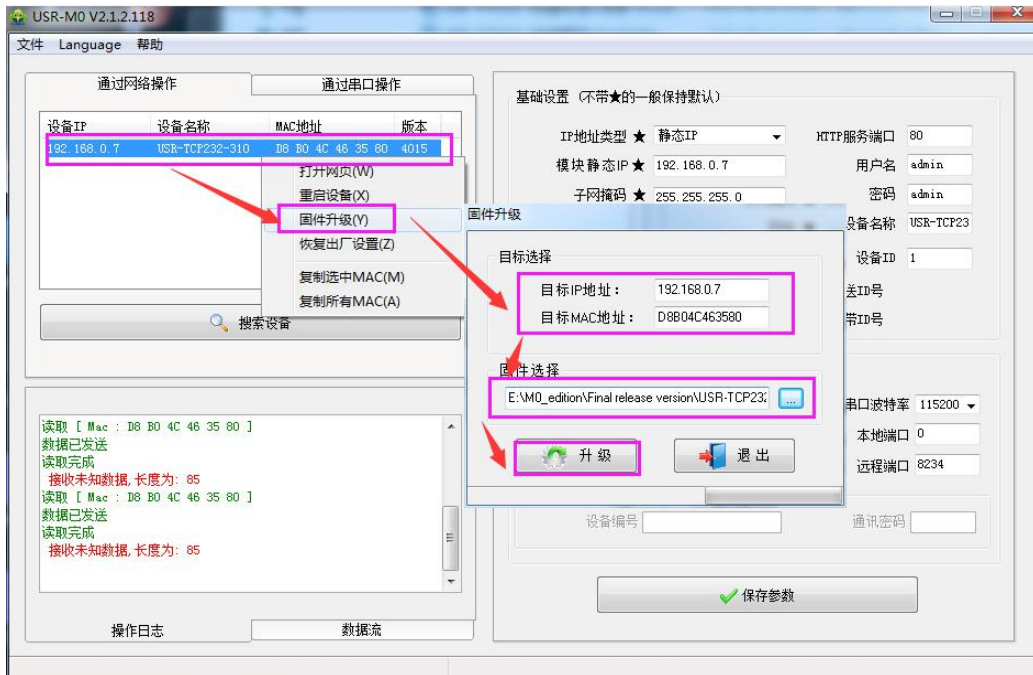 USR-M0 V2.1.2.118
文件 Language 帮助
通过网络操作 通过串口操作
设备IP 设备名称 MAC地址 版本
192.168.0.7 USR-TCP232-310 D8 B0 4C 46 35 80 4015
打开网页(W)
重启设备(X)
固件升级(Y)
恢复出厂设置(Z)
复制选中MAC(M)
复制所有MAC(A)
搜索设备
读取 [ Mac : D8 B0 4C 46 35 80 ]
数据已发送
读取完成
接收未知数据,长度为: 85
读取 [ Mac : D8 B0 4C 46 35 80 ]
数据已发送
读取完成
接收未知数据,长度为: 85
操作日志 数据流
基础设置 (不带★的一般保持默认)
IP地址类型 ★ 静态IP HTTP服务端口 80
模块静态IP★ 192.168.0.7 用户名 admin
子网掩码 ★ 255.255.255.0 密码 admin
设备名称 USR-TCP23
设备ID 1
送ID号
带ID号
固件升级
目标选择
目标IP地址: 192.168.0.7
目标MAC地址: D8B04C463580
固件选择
E:\M0_edition\Final release version\USR-TCP232 ...
升级 退出
串口波特率 115200
本地端口 0
远程端口 8234
设备编号 通讯密码
保存参数